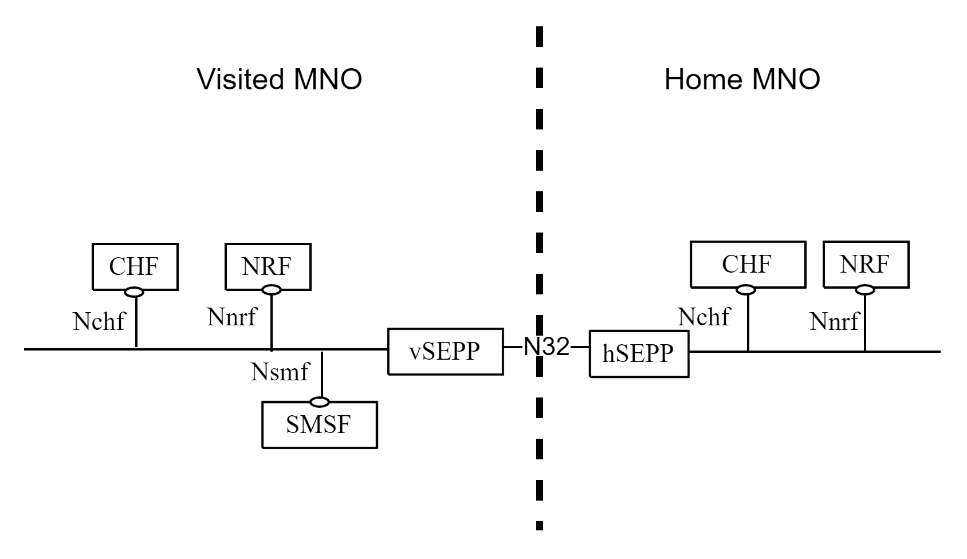 Visited MNO
Home MNO
CHF
NRF
CHF
NRF
Nchf
Nnrf
Nchf
Nnrf
vSEPP
N32
hSEPP
Nsmf
SMSF